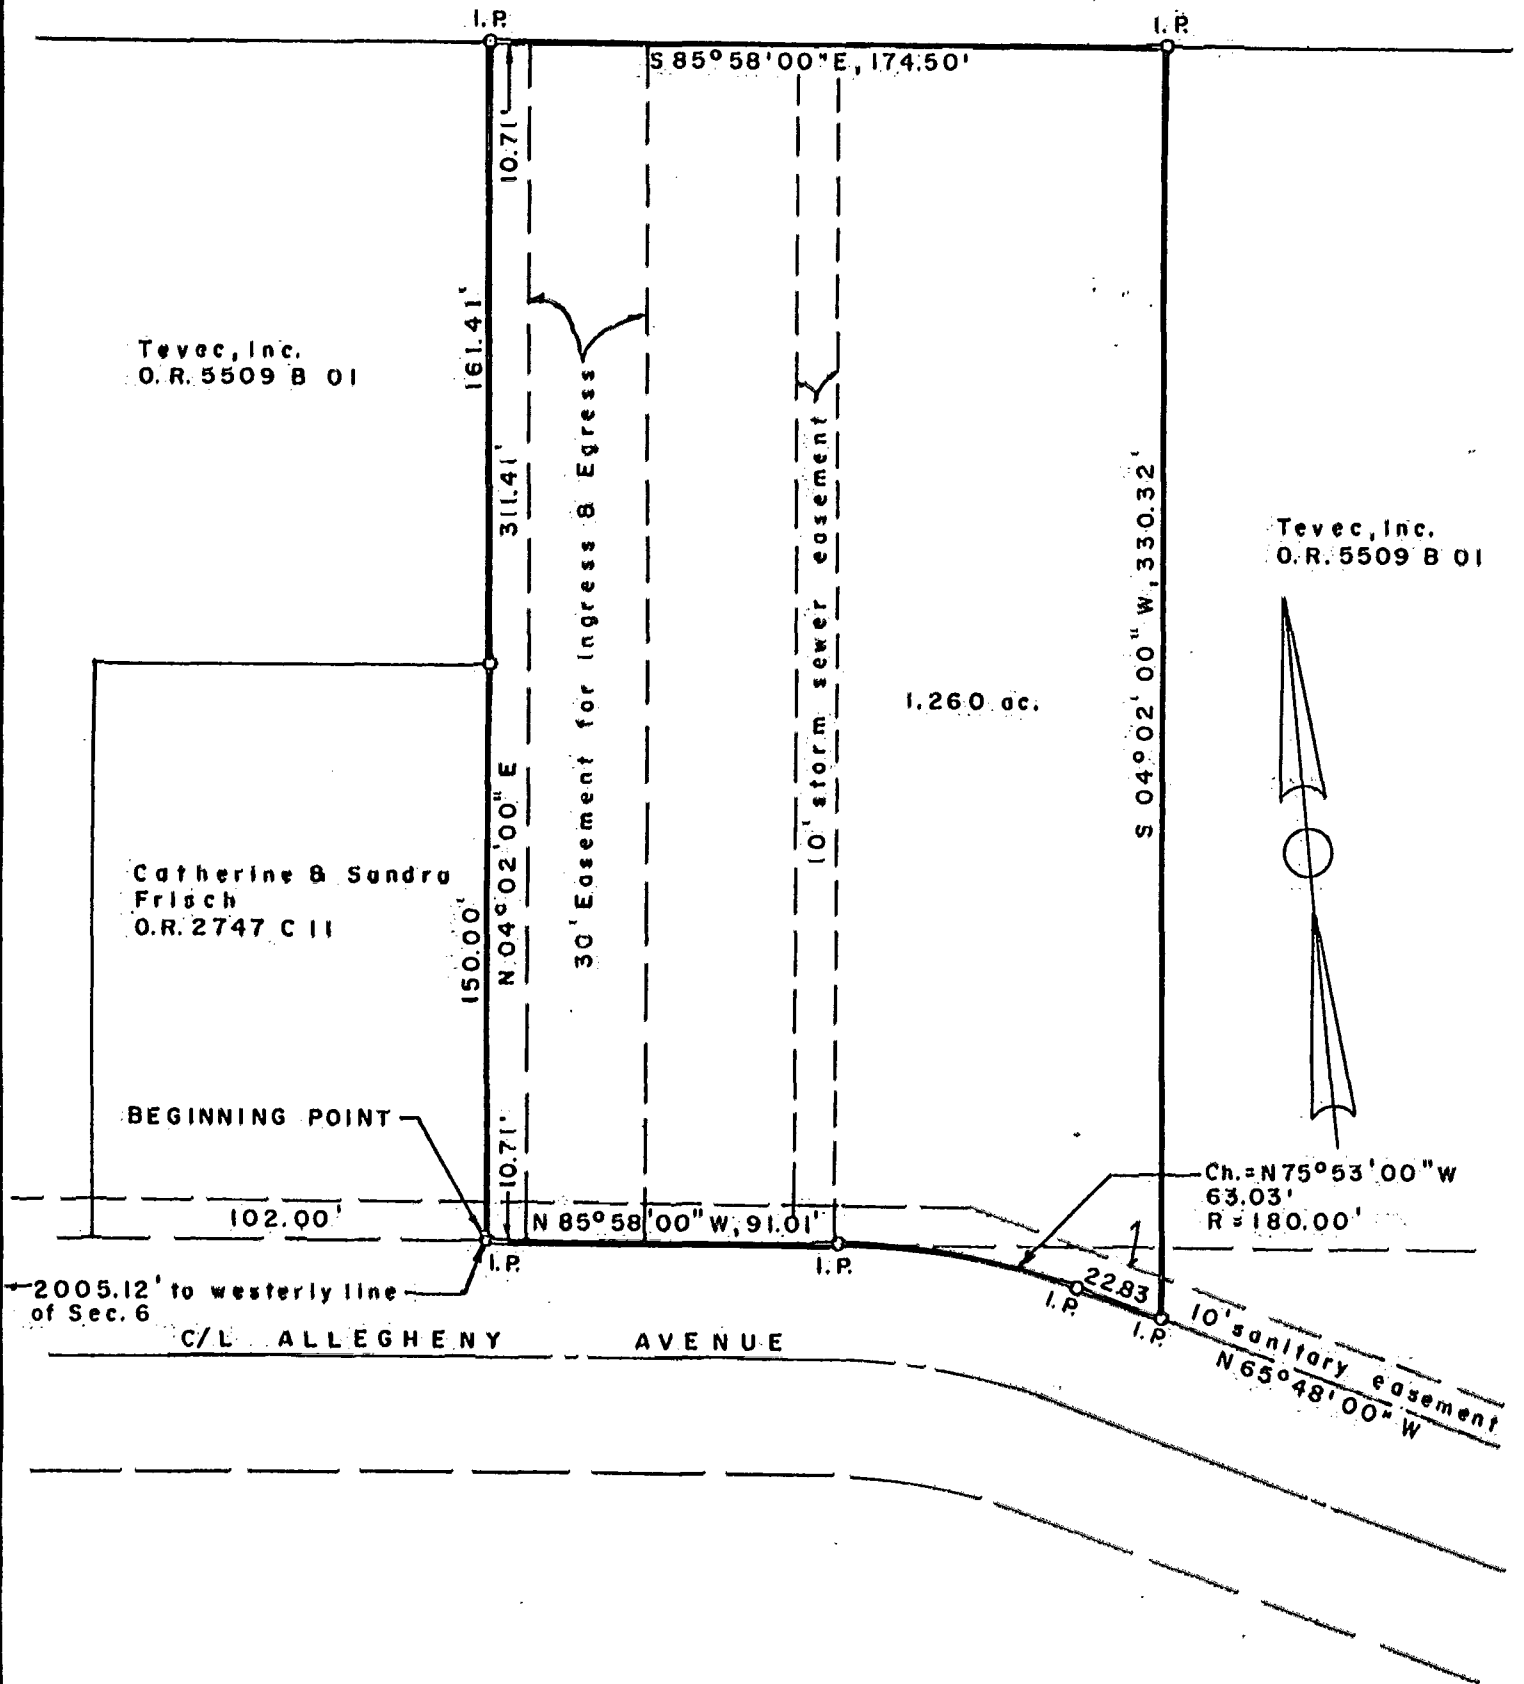 I.P.
I.P.
S 85° 58' 00" E, 174.50'
10.71'
161.41'
311.41'
Tevec, Inc.
O.R. 5509 B 01
30' Easement for Ingress & Egress
10' storm sewer easement
S 04° 02' 00" W, 330.32'
Tevec, Inc.
O.R. 5509 B 01
1.260 ac.
N 04° 02' 00" E
150.00'
Catherine & Sandra
Frisch
O.R. 2747 C 11
BEGINNING POINT
10.71'
102.00'
N 85° 58' 00" W, 91.01'
Ch. = N 75° 53' 00" W
63.03'
R = 180.00'
I.P.
I.P.
22.83
I.P.
I.P.
2005.12' to westerly line
of Sec. 6
C/L ALLEGHENY AVENUE
10' sanitary easement
N 65° 48' 00" W